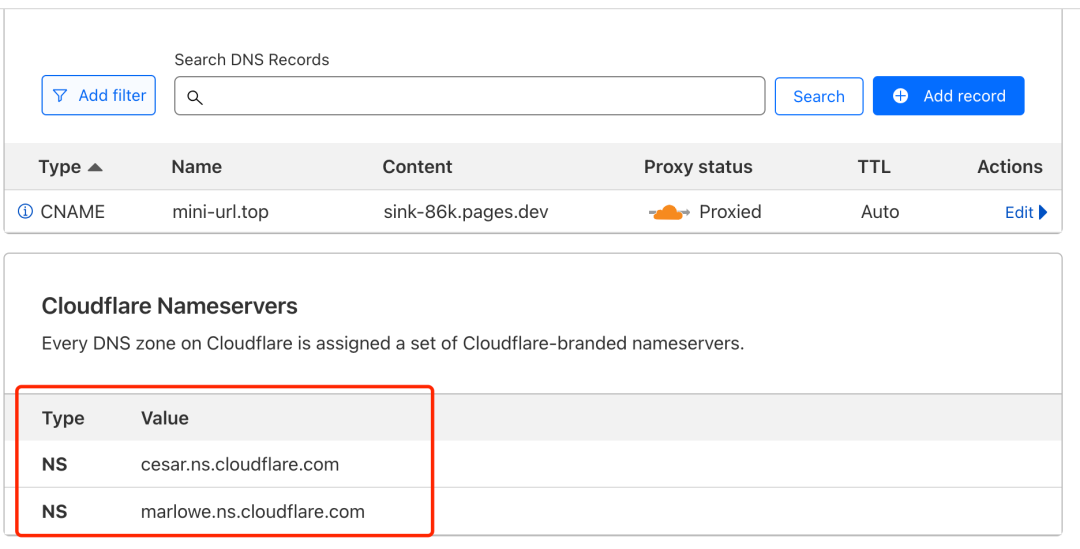 Search DNS Records
Add filter
Search
Add record
Type Name Content Proxy status TTL Actions
CNAME mini-url.top sink-86k.pages.dev Proxied Auto Edit
Cloudflare Nameservers
Every DNS zone on Cloudflare is assigned a set of Cloudflare-branded nameservers.
Type Value
NS cesar.ns.cloudflare.com
NS marlowe.ns.cloudflare.com